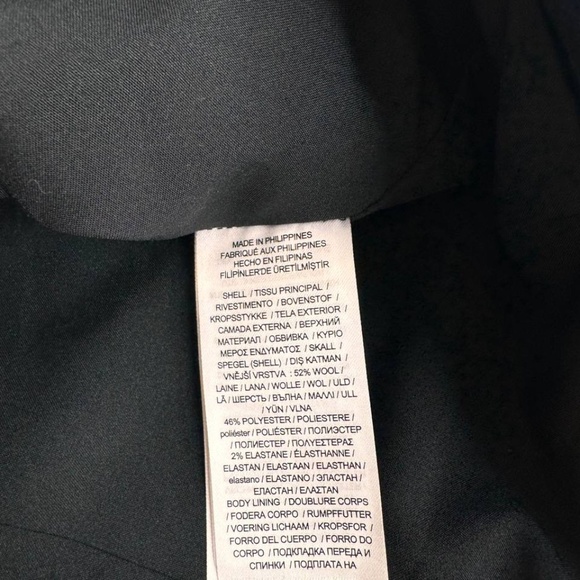 MADE IN PHILIPPINES
FABRIQUÉ AUX PHILIPPINES
HECHO EN FILIPINAS
FİLİPİNLER'DE ÜRETİLMİŞTİR
SHELL / TISSU PRINCIPAL /
RIVESTIMENTO / BOVENSTOF /
KROPSSTYKKE / TELA EXTERIOR /
CAMADA EXTERNA / ВЕРХНИЙ
МАТЕРИАЛ / ОБВИВКА / ΚΥΡΙΟ
ΜΕΡΟΣ ΕΝΔΥΜΑΤΟΣ / SKALL /
SPEGEL (SHELL) / DIŞ KATMAN /
VNĚJŠÍ VRSTVA : 52% WOOL /
LAINE / LANA / WOLLE / WOL / ULD /
LÃ / ШЕРСТЬ / ВЪЛНА / ΜΑΛΛΙ / ULL
/ YÜN / VLNA
46% POLYESTER / POLIESTERE /
poliéster / POLIÉSTER / ПОЛИЭСТЕР
/ ПОЛИЕСТЕР / ΠΟΛΥΕΣΤΕΡΑΣ
2% ELASTANE / ÉLASTHANNE /
ELASTAN / ELASTAAN / ELASTHAN /
elastano / ELASTANO / ЭЛАСТАН /
ЕЛАСТАН / ΕΛΑΣΤΑΝ
BODY LINING / DOUBLURE CORPS
/ FODERA CORPO / RUMPFFUTTER
/ VOERING LICHAAM / KROPSFOR /
FORRO DEL CUERPO / FORRO DO
CORPO / ПОДКЛАДКА ПЕРЕДА И
СПИНКИ / ПОДПЛАТА НА